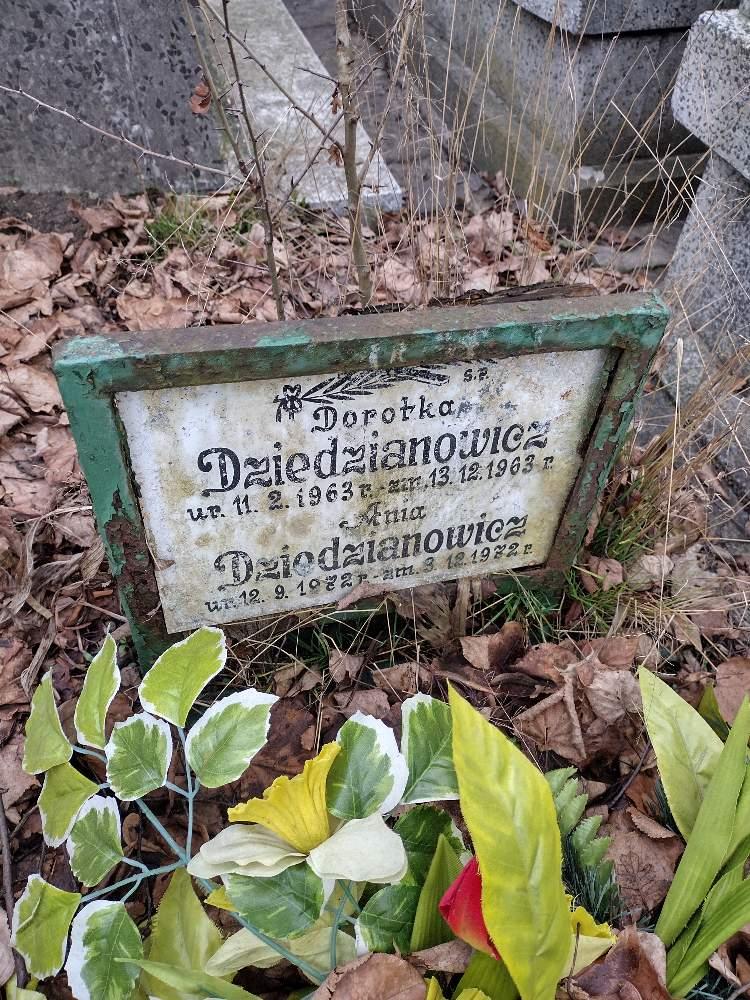 Ś.P.
Dorotka
Dziedzianowicz
ur. 11. 2. 1963 r. - zm. 13. 12. 1963 r.
Ania
Dziedzianowicz
ur. 12. 9. 1972 r. - zm. 3. 12. 1972 r.